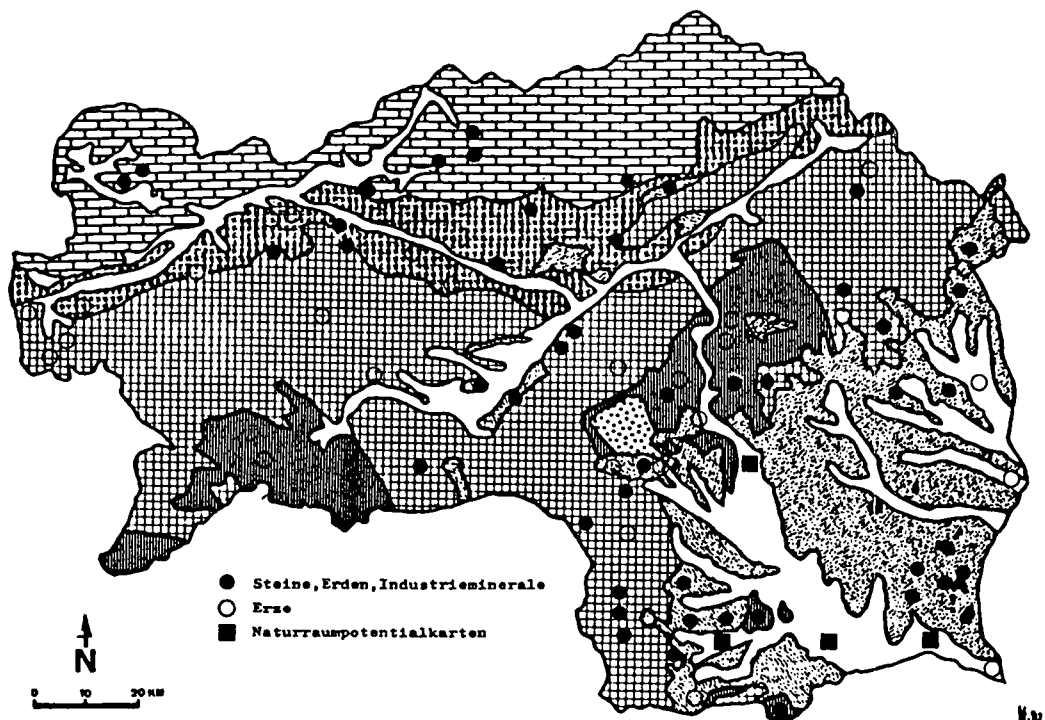 Steine,Erden,Industrieminerale
Erze
Naturraumpotentialkarten
N
0 10 20 KM